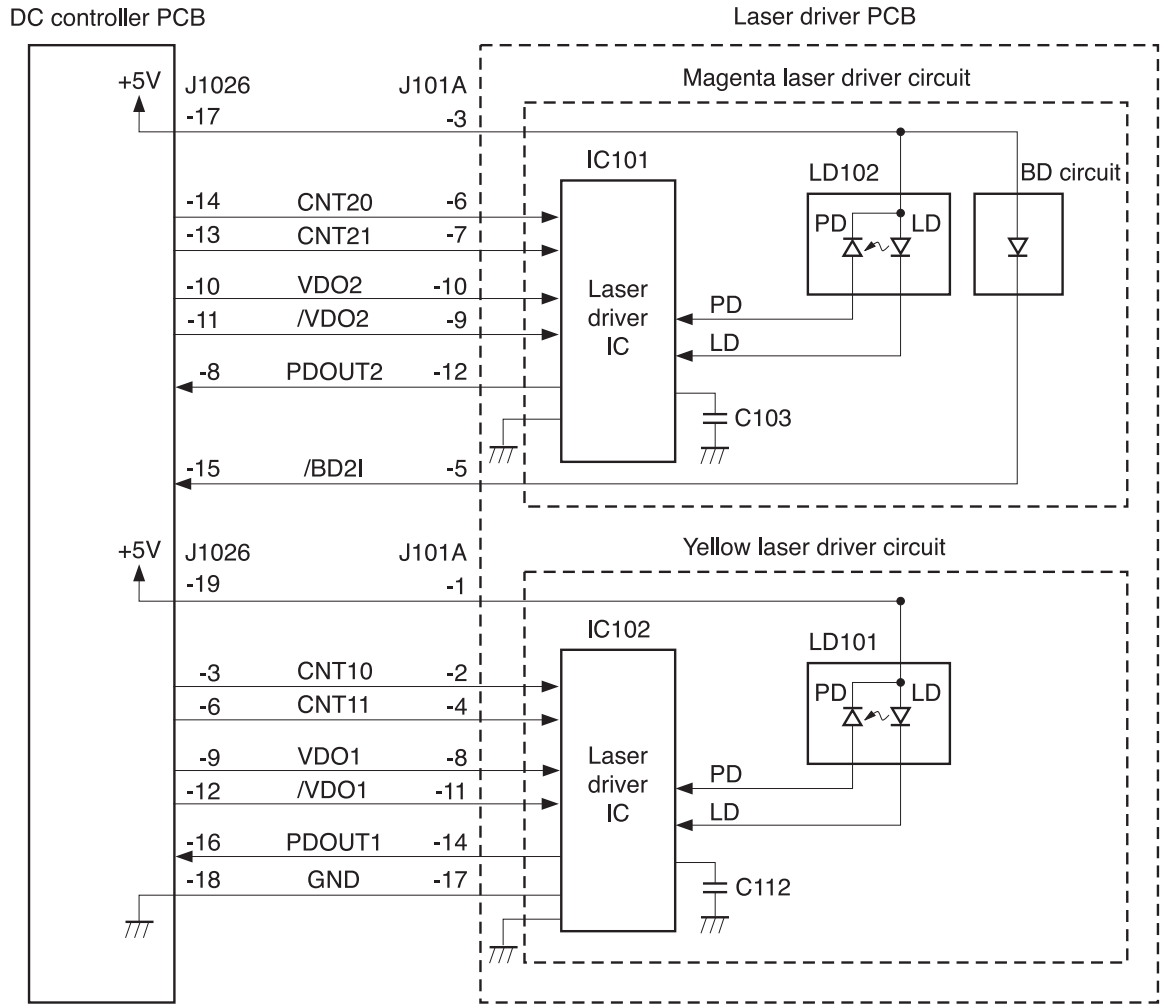 DC controller PCB
Laser driver PCB
+5V J1026 J101A
Magenta laser driver circuit
-17 -3
IC101
LD102
BD circuit
-14 CNT20 -6
-13 CNT21 -7
PD LD
-10 VDO2 -10
-11 /VDO2 -9
Laser
driver
IC
PD
LD
-8 PDOUT2 -12
C103
-15 /BD2I -5
+5V J1026 J101A
Yellow laser driver circuit
-19 -1
IC102
LD101
-3 CNT10 -2
-6 CNT11 -4
PD LD
-9 VDO1 -8
-12 /VDO1 -11
Laser
driver
IC
PD
LD
-16 PDOUT1 -14
-18 GND -17
C112